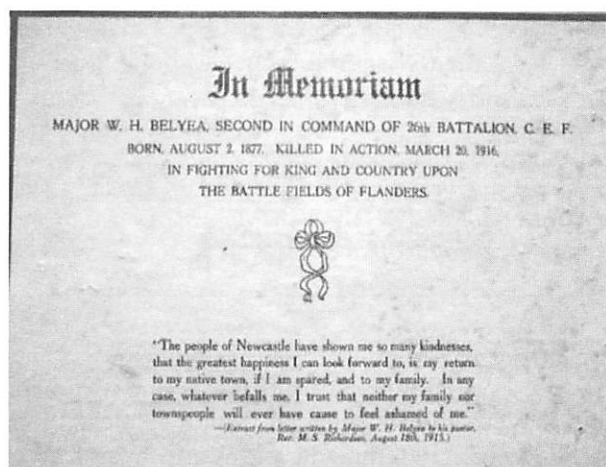 In Memoriam
MAJOR W. H. BELYEA, SECOND IN COMMAND OF 26th BATTALION, C. E. F.
BORN, AUGUST 2, 1877. KILLED IN ACTION, MARCH 20, 1916,
IN FIGHTING FOR KING AND COUNTRY UPON
THE BATTLE FIELDS OF FLANDERS.
"The people of Newcastle have shown me so many kindnesses,
that the greatest happiness I can look forward to, is my return
to my native town, if I am spared, and to my family. In any
case, whatever befalls me, I trust that neither my family nor
townspeople will ever have cause to feel ashamed of me."
—(Extract from letter written by Major W. H. Belyea to his pastor,
Rev. M. S. Richardson, August 18th, 1915.)